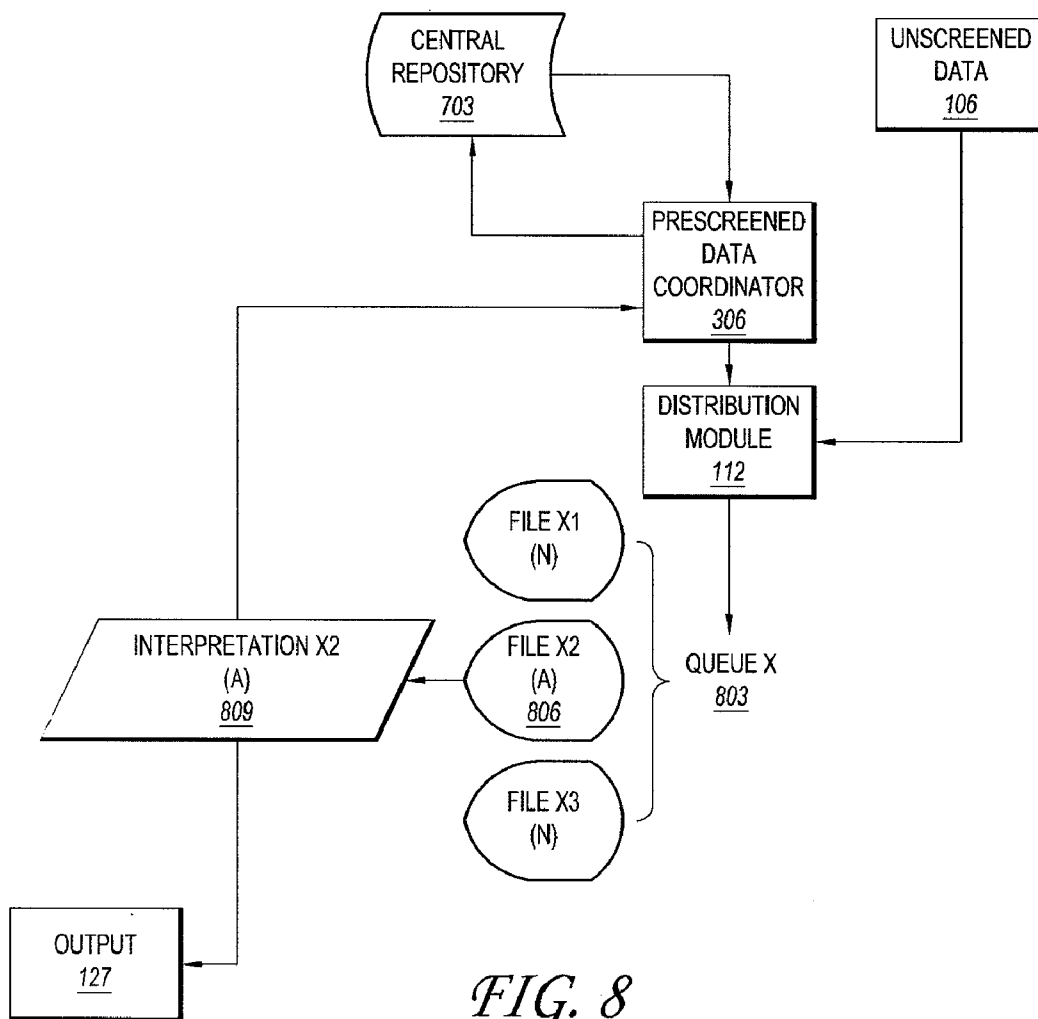 CENTRAL
REPOSITORY
703
UNSCREENED
DATA
106
PRESCREENED
DATA
COORDINATOR
306
DISTRIBUTION
MODULE
112
FILE X1
(N)
INTERPRETATION X2
(A)
809
FILE X2
(A)
806
QUEUE X
803
FILE X3
(N)
OUTPUT
127
FIG. 8